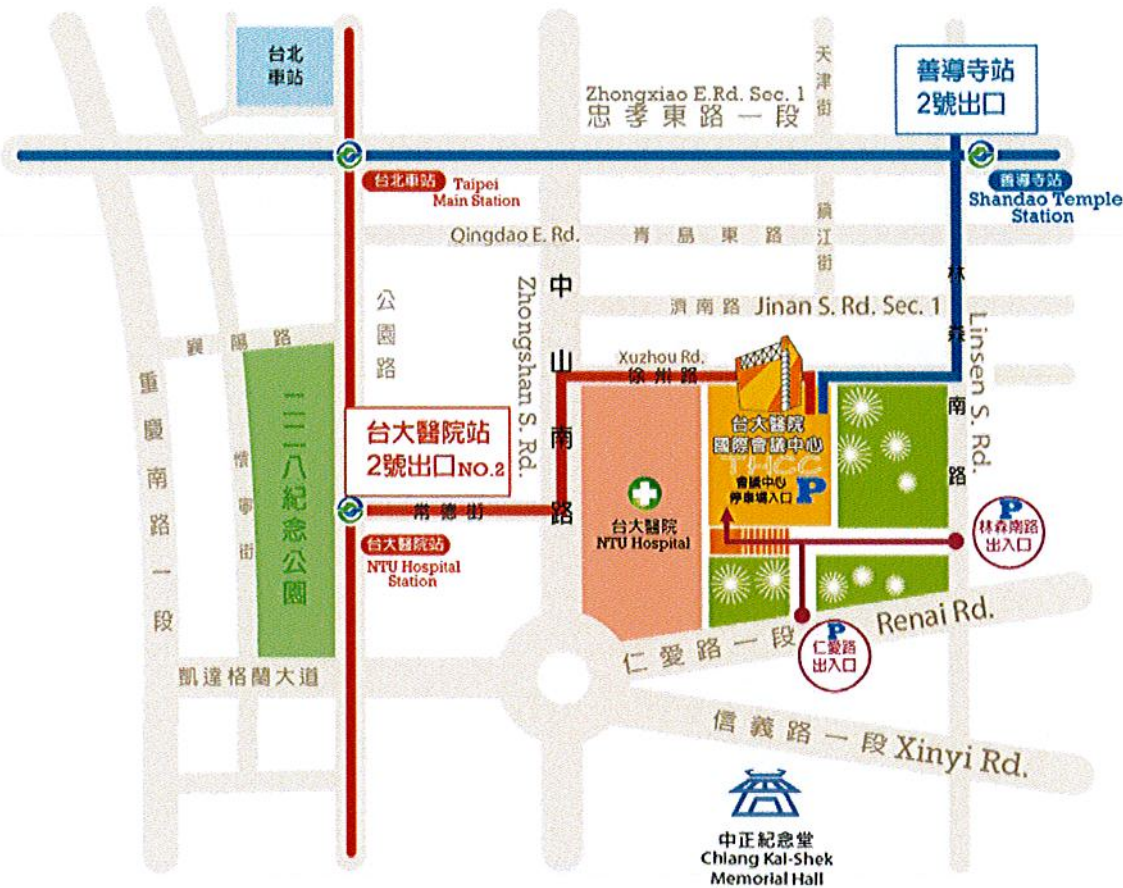 台北
車站
Zhongxiao E.Rd. Sec. 1
忠孝東路一段
天津街
善導寺站
2號出口
台北車站 Taipei
Main Station
善導寺站
Shandao Temple
Station
Qingdao E. Rd. 青島東路
鎮江街
公園路
Zhongshan S. Rd.
中山南路
濟南路 Jinan S. Rd. Sec. 1
林森南路
Linsen S. Rd.
襄陽路
Xuzhou Rd.
徐州路
重慶南路一段
懷寧街
二二八紀念公園
台大醫院站
2號出口NO.2
常德街
台大醫院站
NTU Hospital
Station
台大醫院
NTU Hospital
台大醫院
國際會議中心
THCC
會議中心
停車場入口 P
P
林森南路
出入口
P
仁愛路
出入口
仁愛路一段 Renai Rd.
凱達格蘭大道
信義路一段 Xinyi Rd.
中正紀念堂
Chiang Kai-Shek
Memorial Hall